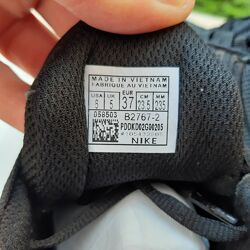 MADE IN VIETNAM
FABRIQUE AU VIETNAM
USA UK EUR CM MM
6 5 37 23.5 235
058503 B2767-2
PDDKD02G00205
NIKE